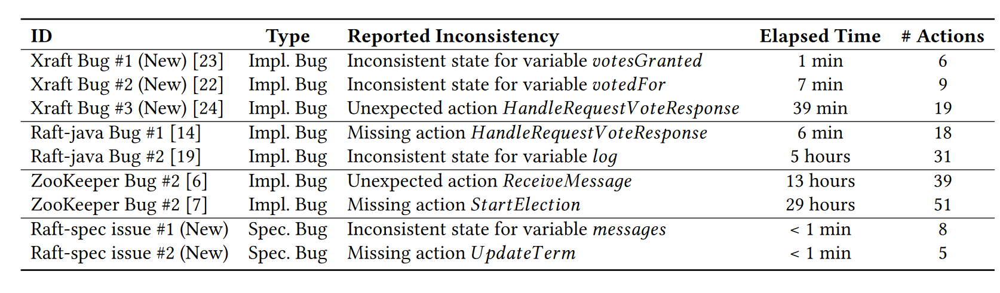 ID Type Reported Inconsistency Elapsed Time # Actions
Xraft Bug #1 (New) [23] Impl. Bug Inconsistent state for variable votesGranted 1 min 6
Xraft Bug #2 (New) [22] Impl. Bug Inconsistent state for variable votedFor 7 min 9
Xraft Bug #3 (New) [24] Impl. Bug Unexpected action HandleRequestVoteResponse 39 min 19
Raft-java Bug #1 [14] Impl. Bug Missing action HandleRequestVoteResponse 6 min 18
Raft-java Bug #2 [19] Impl. Bug Inconsistent state for variable log 5 hours 31
ZooKeeper Bug #2 [6] Impl. Bug Unexpected action ReceiveMessage 13 hours 39
ZooKeeper Bug #2 [7] Impl. Bug Missing action StartElection 29 hours 51
Raft-spec issue #1 (New) Spec. Bug Inconsistent state for variable messages < 1 min 8
Raft-spec issue #2 (New) Spec. Bug Missing action UpdateTerm < 1 min 5